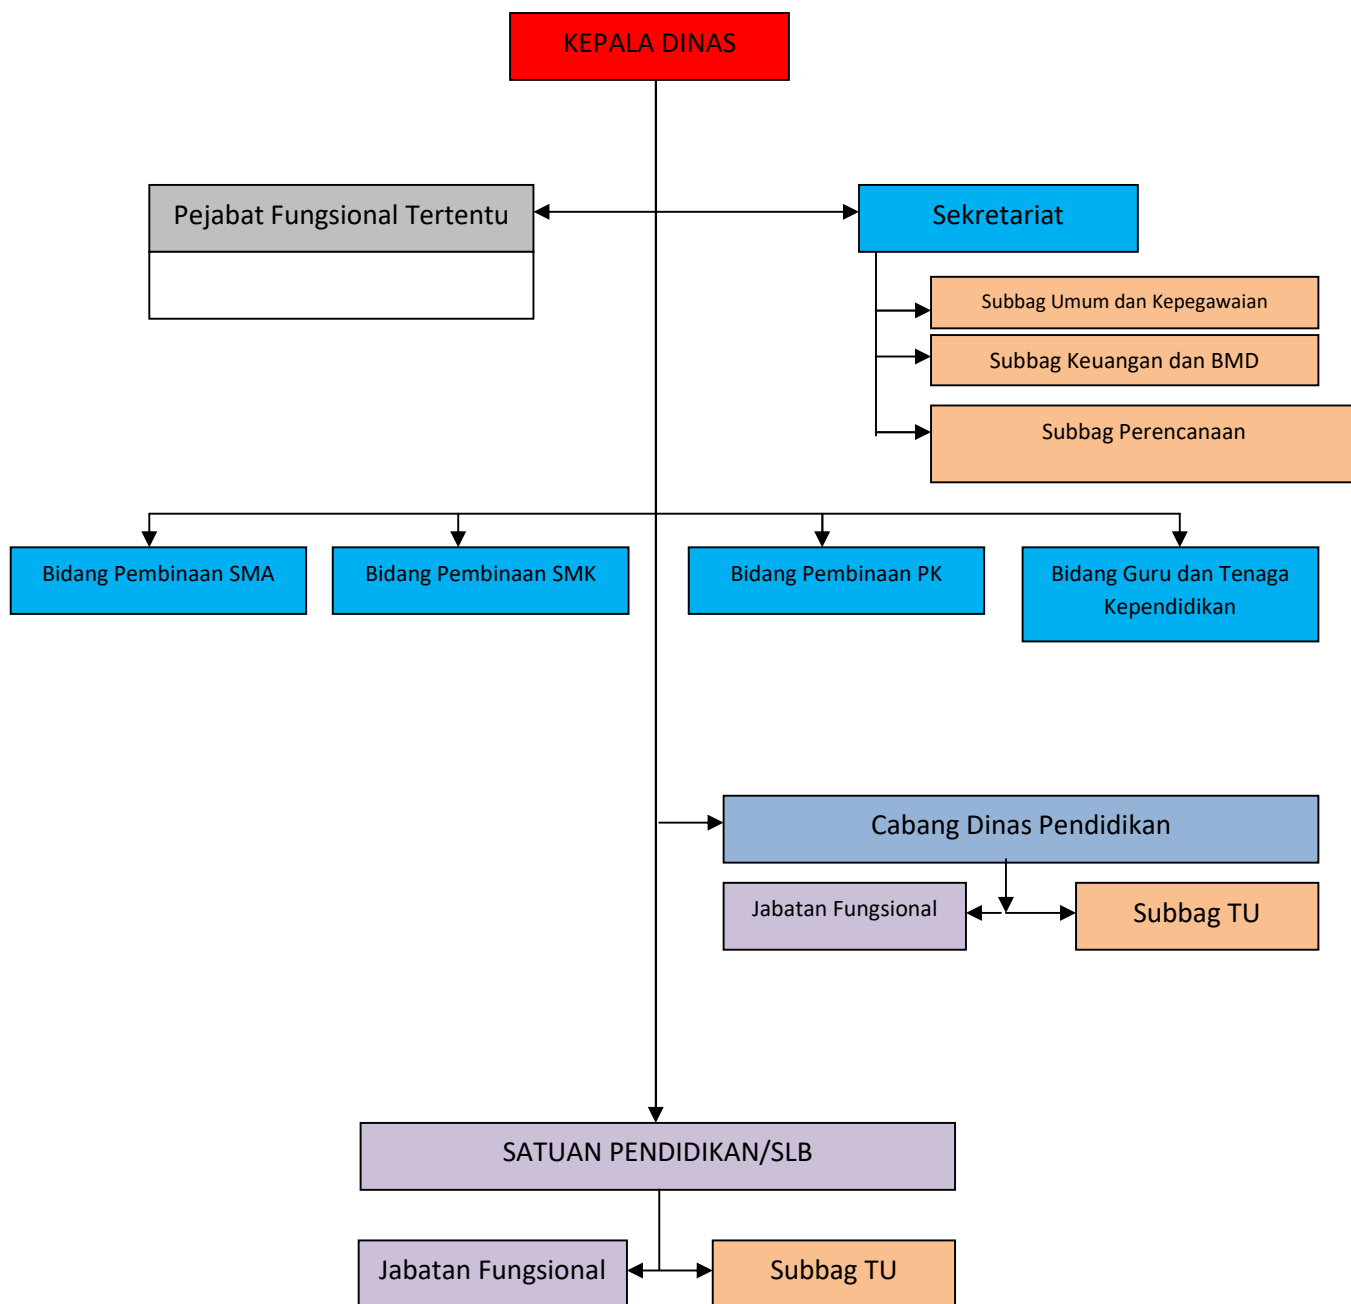 KEPALA DINAS
Pejabat Fungsional Tertentu
Sekretariat
Subbag Umum dan Kepegawaian
Subbag Keuangan dan BMD
Subbag Perencanaan
Bidang Pembinaan SMA
Bidang Pembinaan SMK
Bidang Pembinaan PK
Bidang Guru dan Tenaga
Kependidikan
Cabang Dinas Pendidikan
Jabatan Fungsional
Subbag TU
SATUAN PENDIDIKAN/SLB
Jabatan Fungsional
Subbag TU